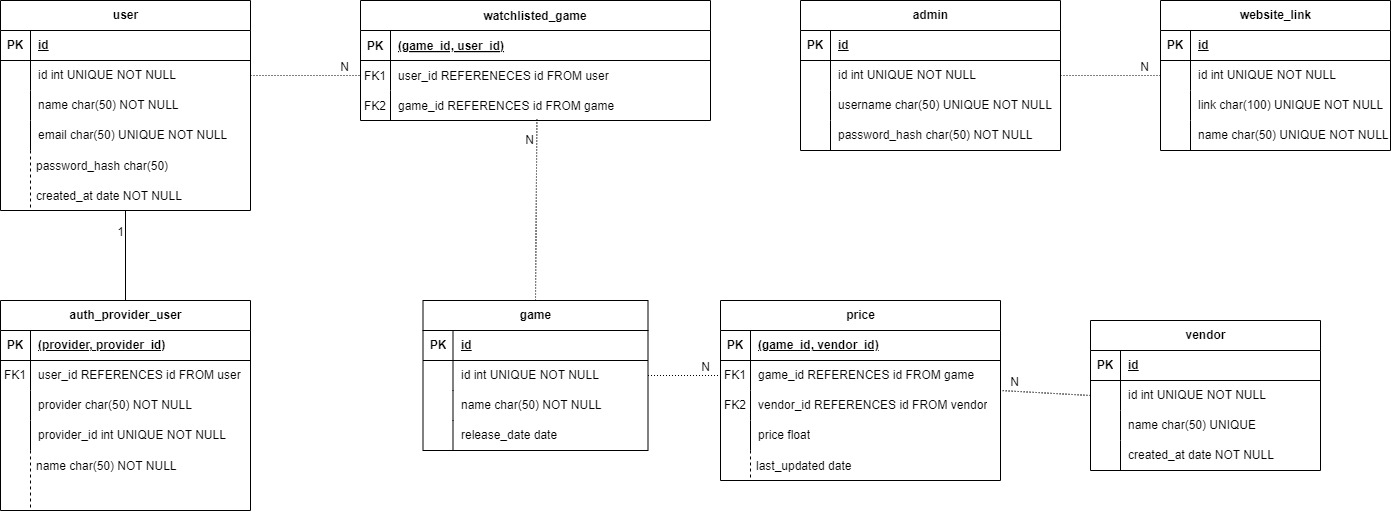 user
PK id
id int UNIQUE NOT NULL
name char(50) NOT NULL
email char(50) UNIQUE NOT NULL
password_hash char(50)
created_at date NOT NULL
N
watchlisted_game
PK (game_id, user_id)
FK1 user_id REFERENECES id FROM user
FK2 game_id REFERENCES id FROM game
N
admin
PK id
id int UNIQUE NOT NULL
username char(50) UNIQUE NOT NULL
password_hash char(50) NOT NULL
N
website_link
PK id
id int UNIQUE NOT NULL
link char(100) UNIQUE NOT NULL
name char(50) UNIQUE NOT NULL
1
auth_provider_user
PK (provider, provider_id)
FK1 user_id REFERENCES id FROM user
provider char(50) NOT NULL
provider_id int UNIQUE NOT NULL
name char(50) NOT NULL
game
PK id
id int UNIQUE NOT NULL
name char(50) NOT NULL
release_date date
N
price
PK (game_id, vendor_id)
FK1 game_id REFERENCES id FROM game
FK2 vendor_id REFERENCES id FROM vendor
price float
last_updated date
N
vendor
PK id
id int UNIQUE NOT NULL
name char(50) UNIQUE
created_at date NOT NULL